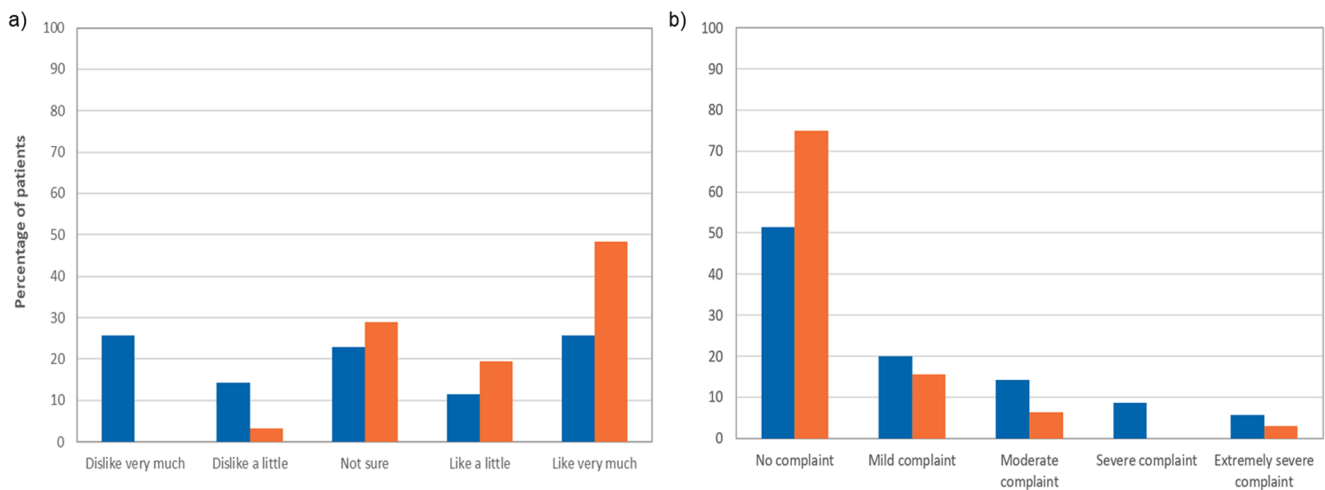 a)
100
90
80
70
60
50
40
30
20
10
0
Percentage of patients
Dislike very much
Dislike a little
Not sure
Like a little
Like very much
b)
100
90
80
70
60
50
40
30
20
10
0
No complaint
Mild complaint
Moderate
complaint
Severe complaint
Extremely severe
complaint